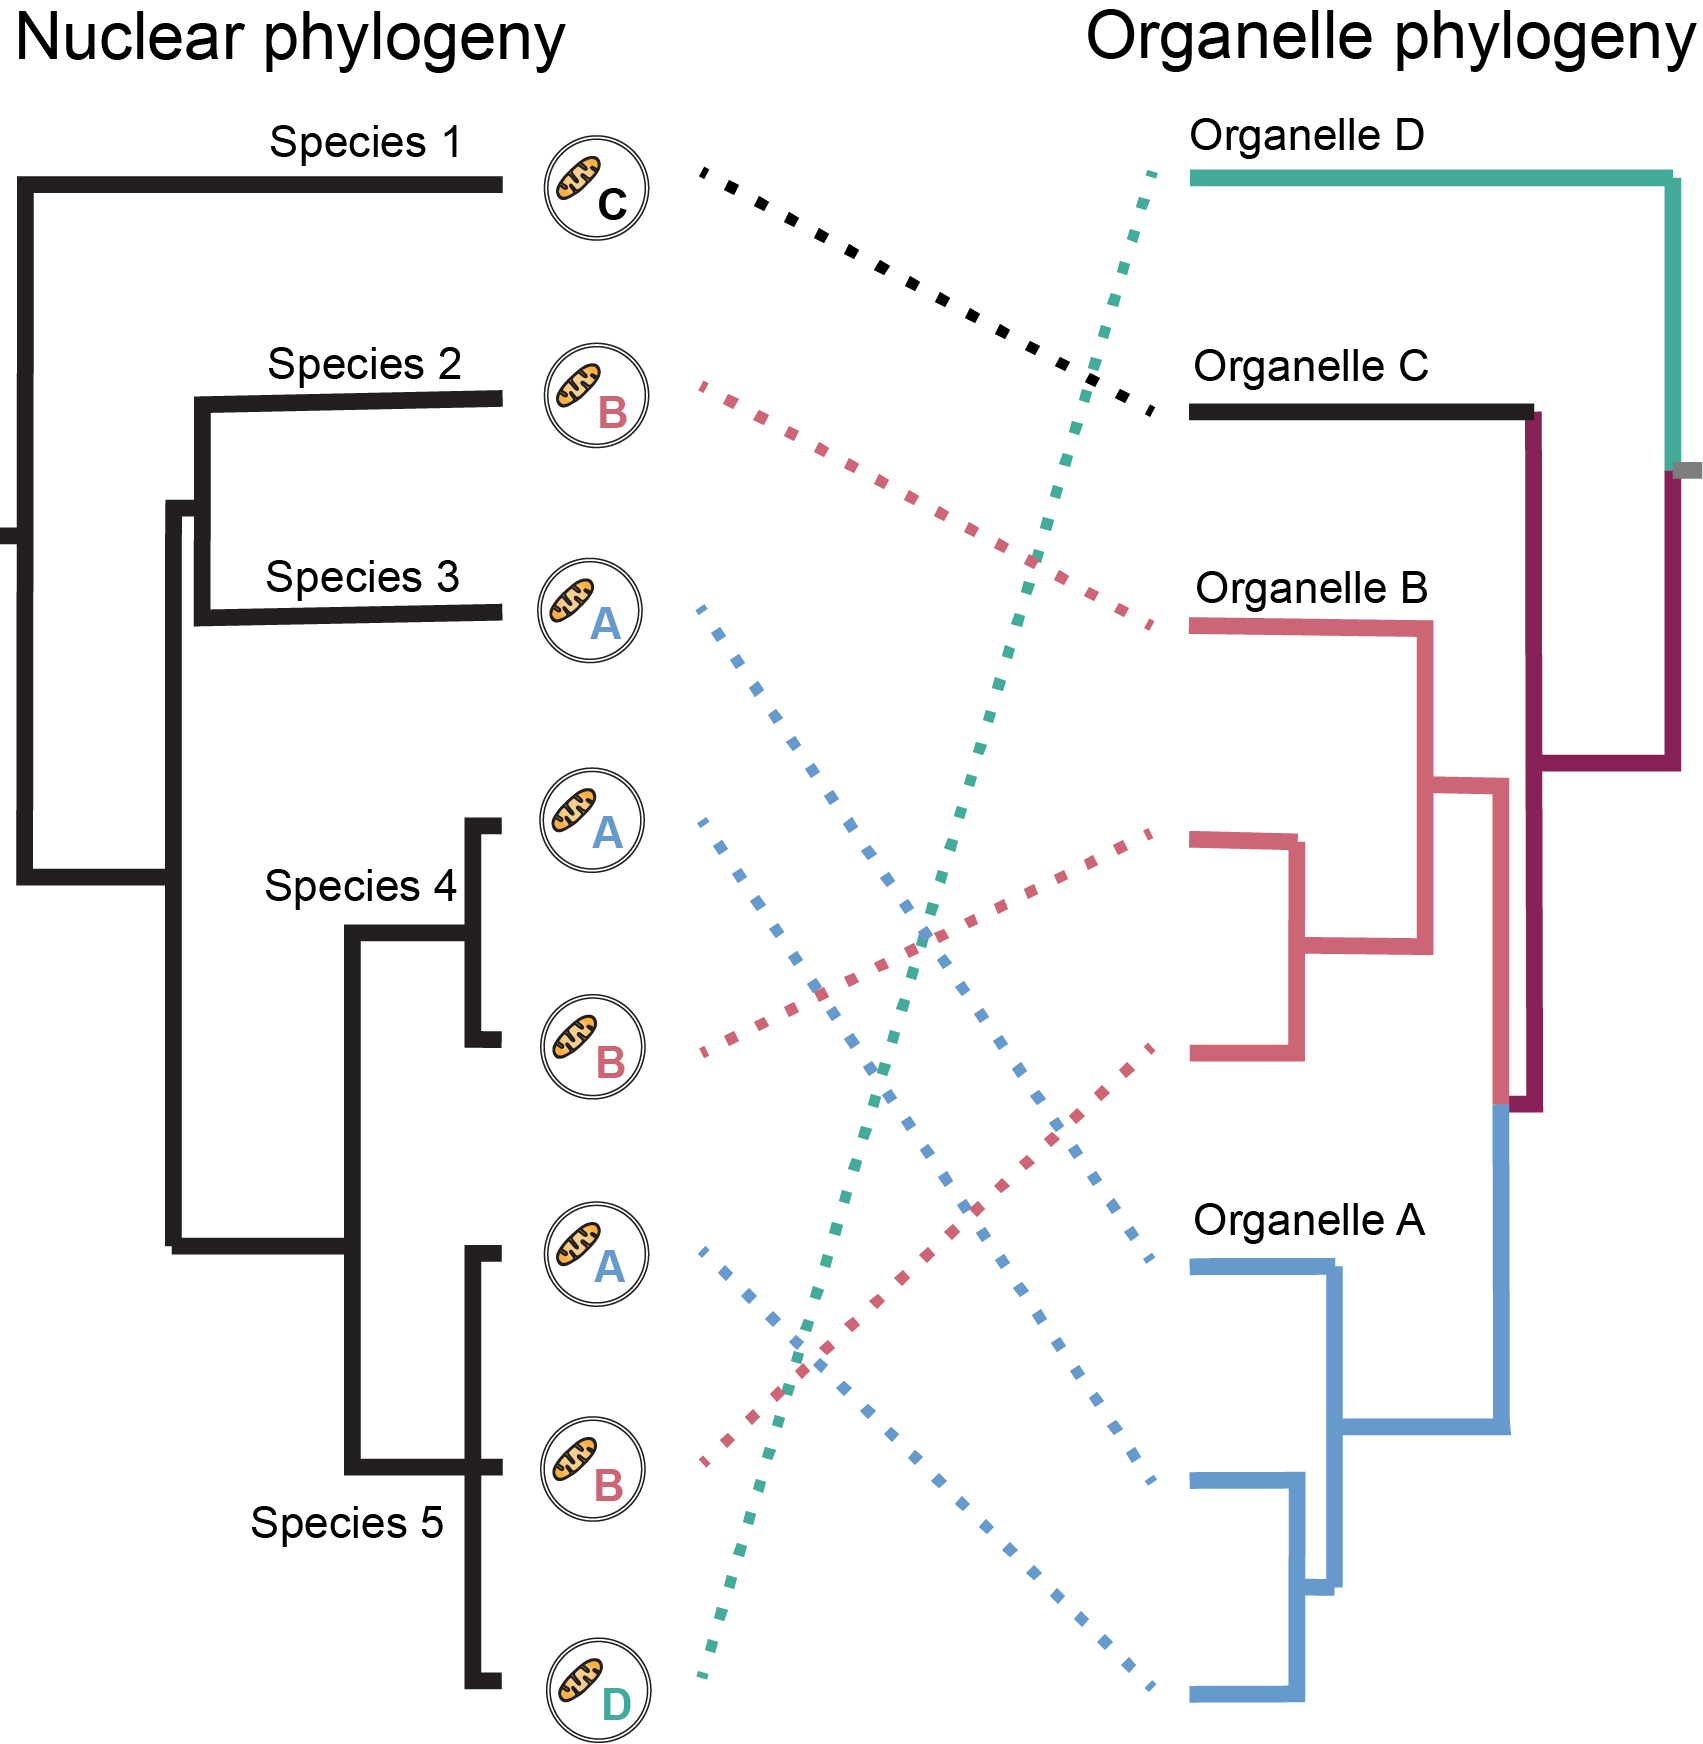 Nuclear phylogeny
Organelle phylogeny
Species 1
C
Organelle D
Species 2
B
Organelle C
Species 3
A
Organelle B
A
Species 4
B
A
Organelle A
B
Species 5
D